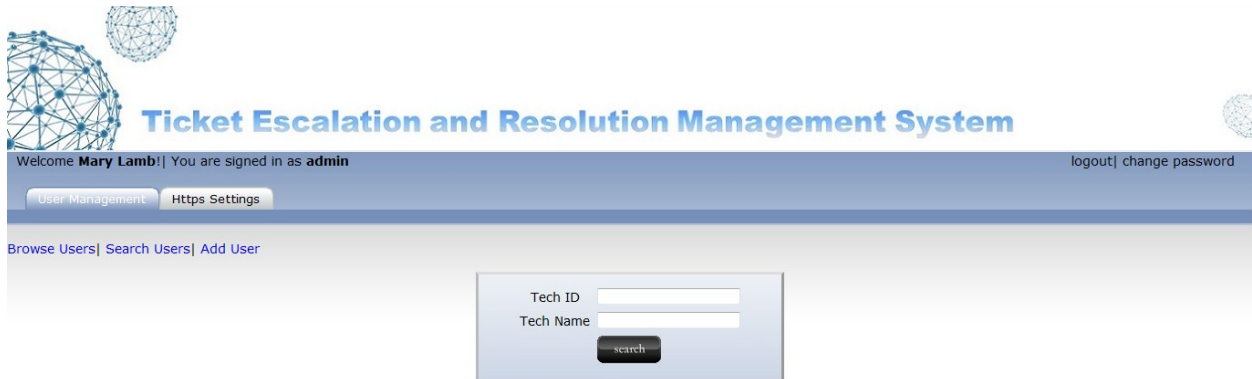 Ticket Escalation and Resolution Management System
Welcome Mary Lamb!| You are signed in as admin logout| change password
User Management Https Settings
Browse Users| Search Users| Add User
Tech ID
Tech Name
search